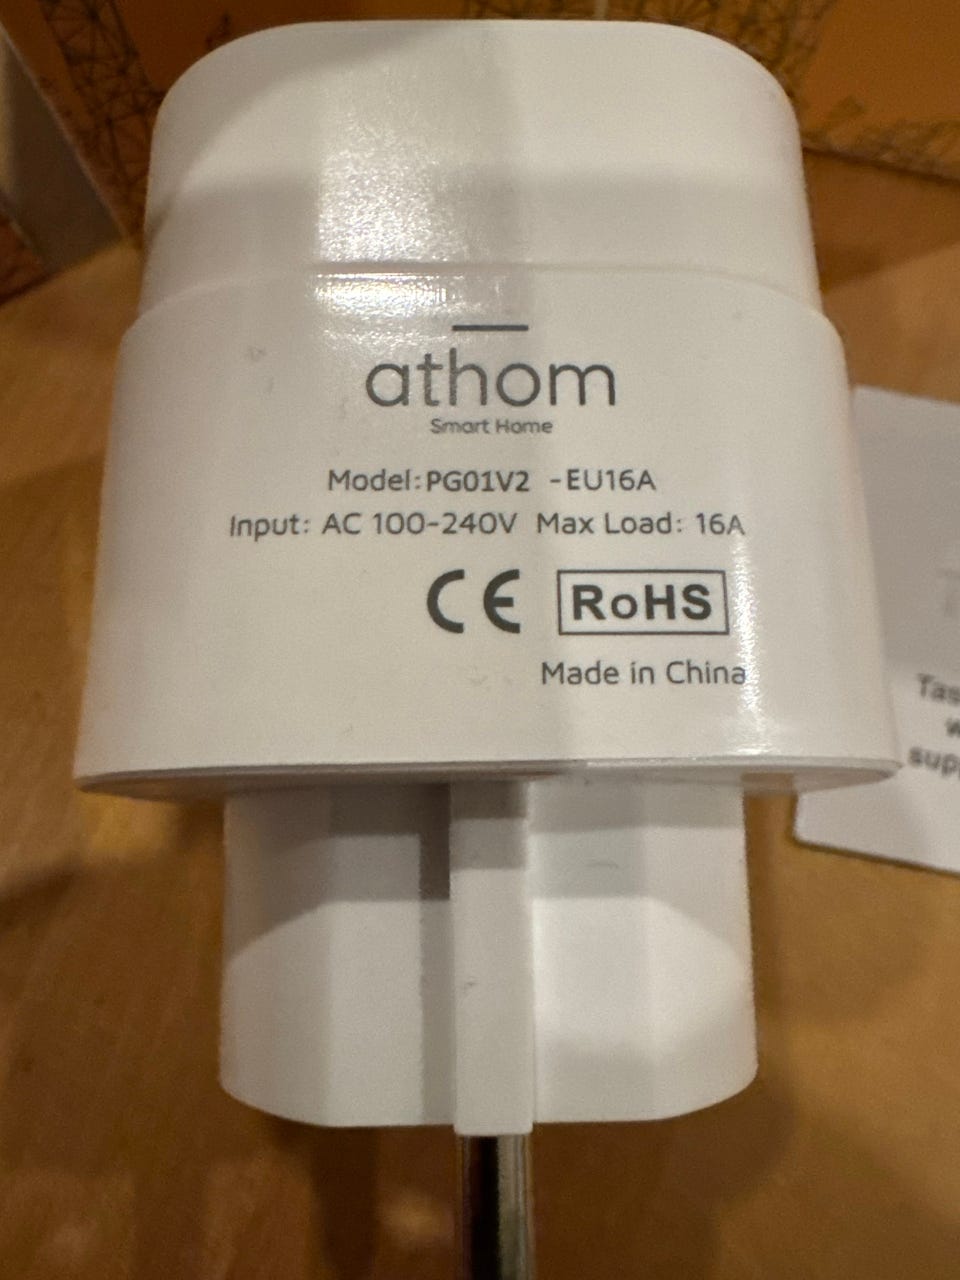 athom
Smart Home
Model:PG01V2 -EU16A
Input: AC 100-240V Max Load: 16A
CE RoHS
Made in China